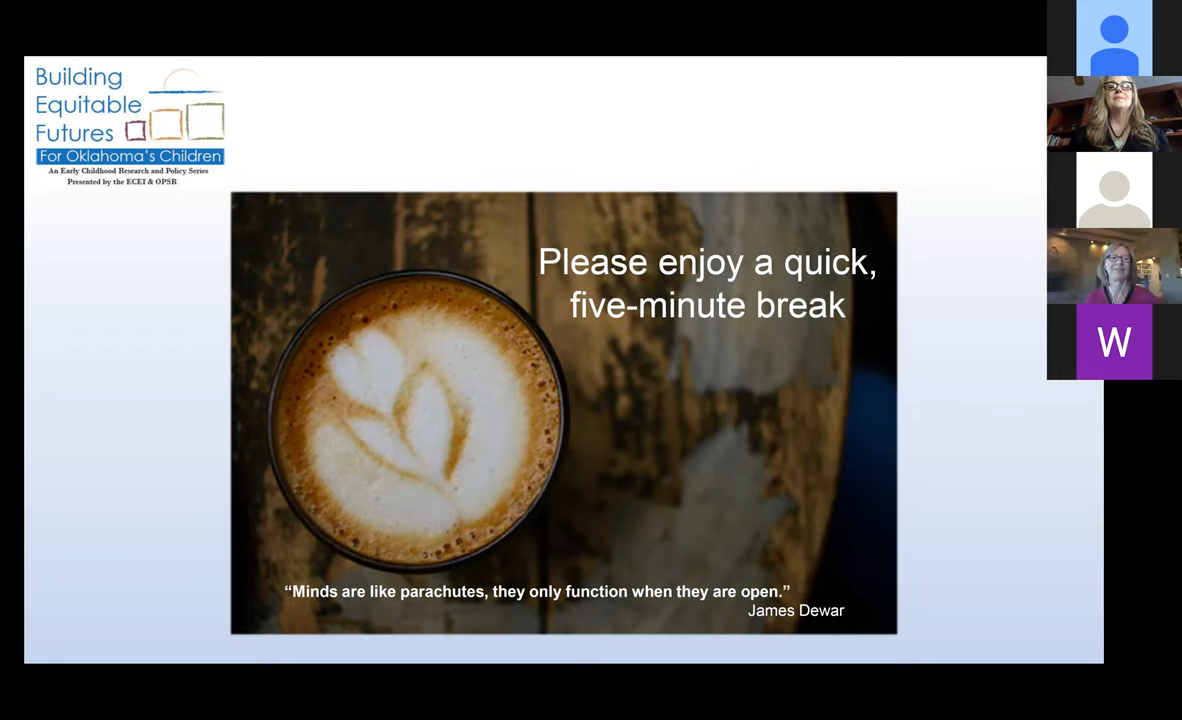 Building
Equitable
Futures
For Oklahoma's Children
An Early Childhood Research and Policy Series
Presented by the ECEI & OPSR
Please enjoy a quick,
five-minute break
“Minds are like parachutes, they only function when they are open.”
James Dewar
W